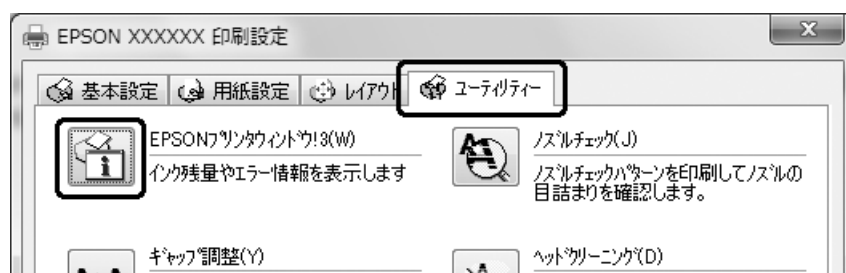 EPSON XXXXXX 印刷設定
基本設定 用紙設定 レイアウト ユーティリティー
EPSONプリンタウィンドウ!3(W)
インク残量やエラー情報を表示します
ノズルチェック(J)
ノズルチェックパターンを印刷してノズルの
目詰まりを確認します。
ギャップ調整(Y)
ヘッドクリーニング(D)